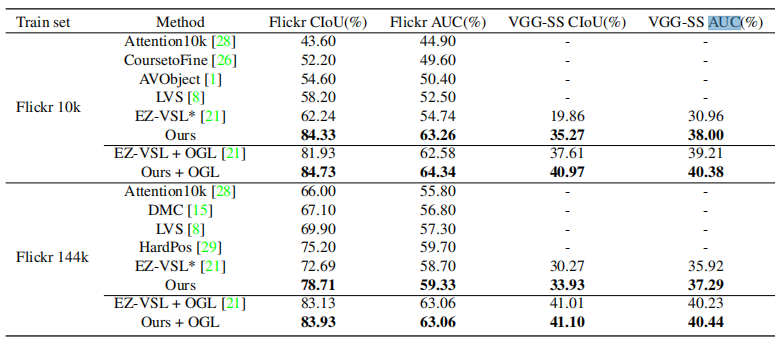 Train set Method Flickr CIoU(%) Flickr AUC(%) VGG-SS CIoU(%) VGG-SS AUC(%)
Attention10k [28] 43.60 44.90 - -
CoursetoFine [26] 52.20 49.60 - -
AVObject [1] 54.60 50.40 - -
LVS [8] 58.20 52.50 - -
Flickr 10k
EZ-VSL* [21] 62.24 54.74 19.86 30.96
Ours 84.33 63.26 35.27 38.00
EZ-VSL + OGL [21] 81.93 62.58 37.61 39.21
Ours + OGL 84.73 64.34 40.97 40.38
Attention10k [28] 66.00 55.80 - -
DMC [15] 67.10 56.80 - -
LVS [8] 69.90 57.30 - -
HardPos [29] 75.20 59.70 - -
Flickr 144k
EZ-VSL* [21] 72.69 58.70 30.27 35.92
Ours 78.71 59.33 33.93 37.29
EZ-VSL + OGL [21] 83.13 63.06 41.01 40.23
Ours + OGL 83.93 63.06 41.10 40.44